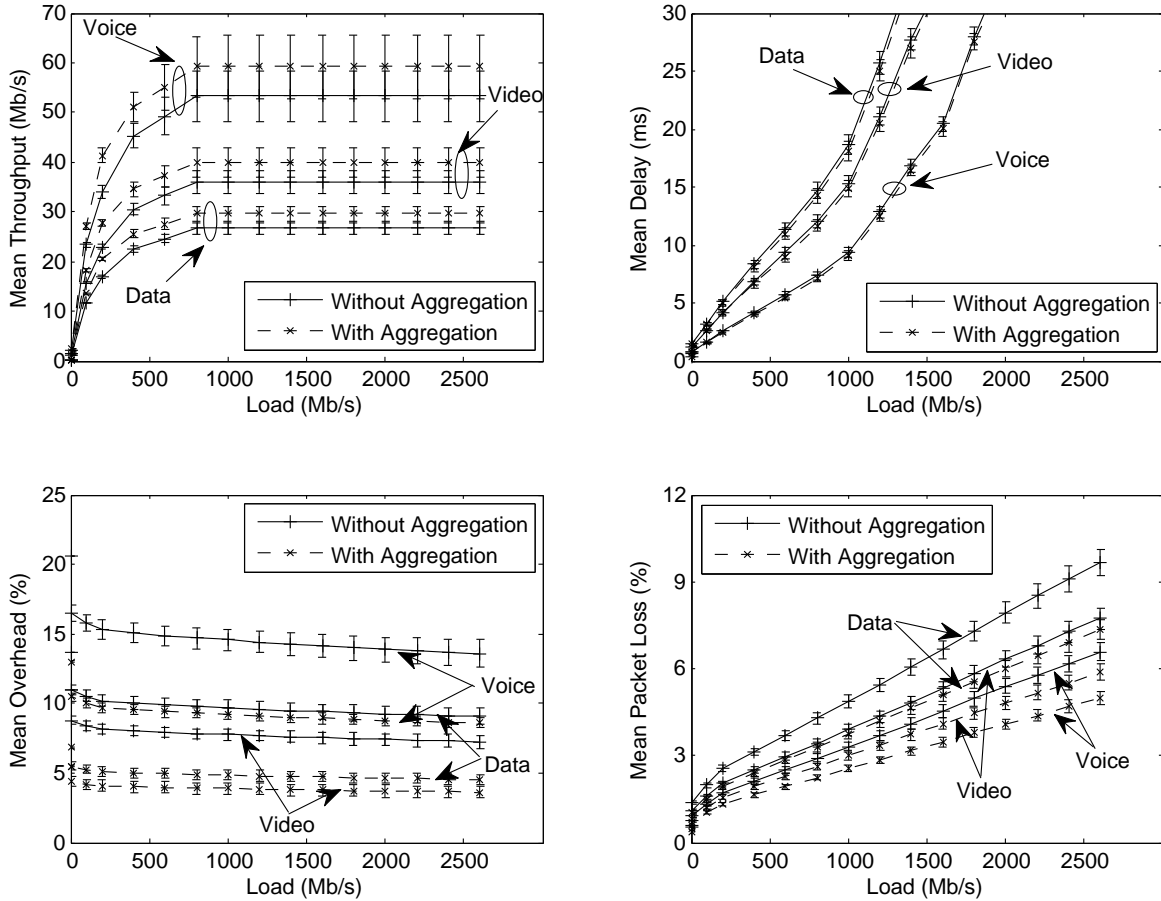 70
60
50
40
30
20
10
0
Mean Throughput (Mb/s)
Voice
Video
Data
Without Aggregation
With Aggregation
0 500 1000 1500 2000 2500
Load (Mb/s)
30
25
20
15
10
5
0
Mean Delay (ms)
Data
Video
Voice
Without Aggregation
With Aggregation
0 500 1000 1500 2000 2500
Load (Mb/s)
25
20
15
10
5
0
Mean Overhead (%)
Without Aggregation
With Aggregation
Voice
Data
Video
0 500 1000 1500 2000 2500
Load (Mb/s)
12
9
6
3
0
Mean Packet Loss (%)
Without Aggregation
With Aggregation
Data
Voice
Video
0 500 1000 1500 2000 2500
Load (Mb/s)